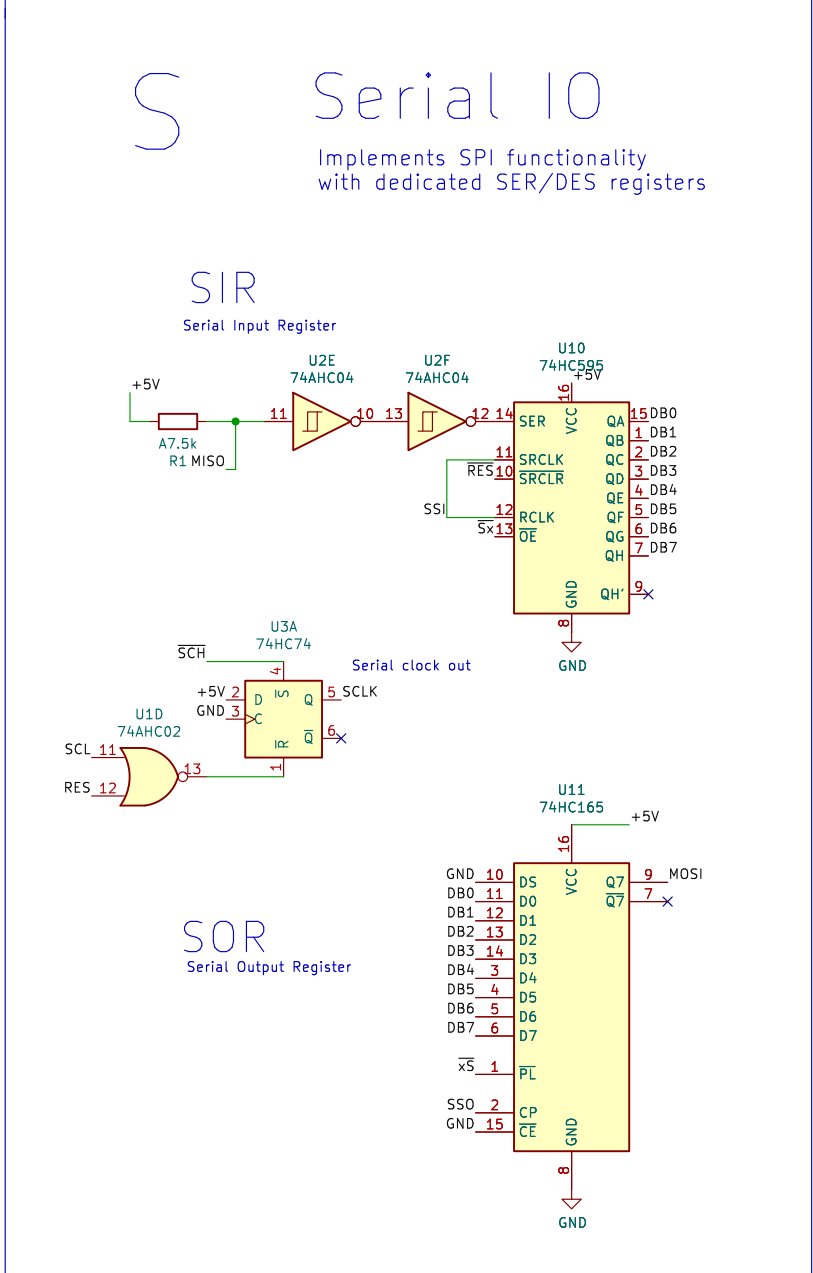 S Serial IO
Implements SPI functionality
with dedicated SER/DES registers
SIR
Serial Input Register
U2E
74AHC04
U2F
74AHC04
U10
74HC595
+5V
+5V
11
10
13
12
14
SER
16
VCC
QA
15
DB0
QB
1
DB1
A7.5k
R1
MISO
11
SRCLK
QC
2
DB2
RES
10
SRCLR
QD
3
DB3
QE
4
DB4
SSI
12
RCLK
QF
5
DB5
Sx
13
OE
QG
6
DB6
QH
7
DB7
QH'
9
GND
8
GND
U3A
74HC74
SCH
4
Serial clock out
+5V
2
D
S
Q
5
SCLK
GND
3
C
R
Q
6
1
U1D
74AHC02
SCL
11
13
RES
12
U11
74HC165
+5V
16
VCC
GND
10
DS
Q7
9
MOSI
DB0
11
D0
Q7
7
DB1
12
D1
DB2
13
D2
DB3
14
D3
DB4
3
D4
DB5
4
D5
DB6
5
D6
DB7
6
D7
SOR
Serial Output Register
xS
1
PL
SSO
2
CP
GND
15
CE
GND
8
GND